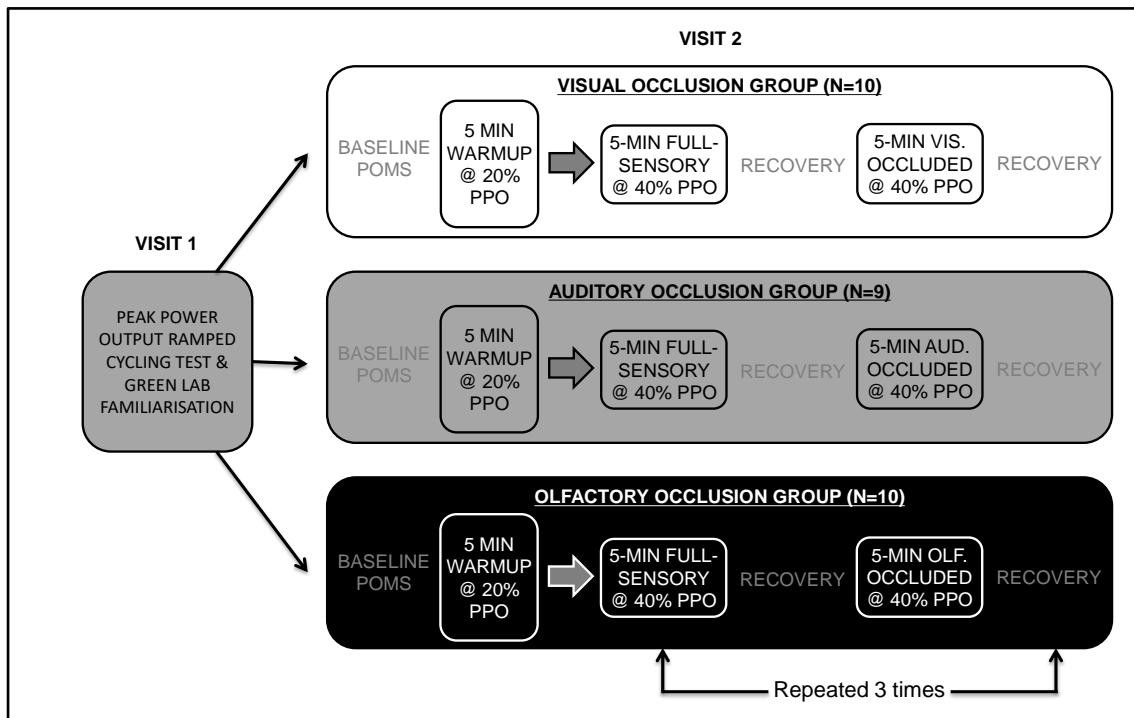 VISIT 2
VISUAL OCCLUSION GROUP (N=10)
BASELINE
POMS
5 MIN
WARMUP
@ 20%
PPO
5-MIN FULL-
SENSORY
@ 40% PPO
RECOVERY
5-MIN VIS.
OCCLUDED
@ 40% PPO
RECOVERY
VISIT 1
PEAK POWER
OUTPUT RAMPED
CYCLING TEST &
GREEN LAB
FAMILIARISATION
AUDITORY OCCLUSION GROUP (N=9)
BASELINE
POMS
5 MIN
WARMUP
@ 20%
PPO
5-MIN FULL-
SENSORY
@ 40% PPO
RECOVERY
5-MIN AUD.
OCCLUDED
@ 40% PPO
RECOVERY
OLFACTORY OCCLUSION GROUP (N=10)
BASELINE
POMS
5 MIN
WARMUP
@ 20%
PPO
5-MIN FULL-
SENSORY
@ 40% PPO
RECOVERY
5-MIN OLF.
OCCLUDED
@ 40% PPO
RECOVERY
Repeated 3 times